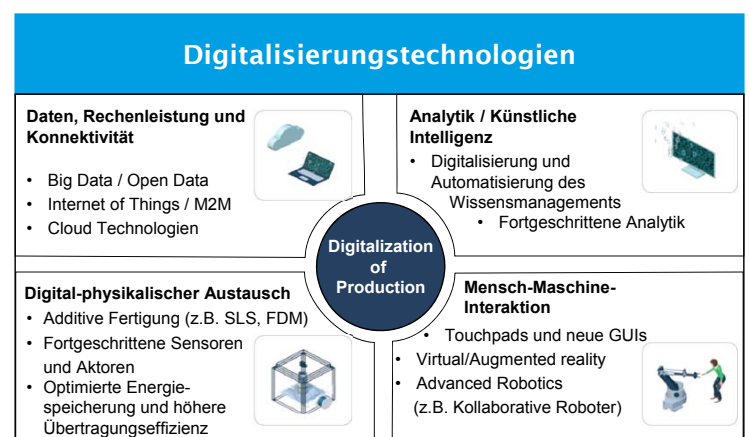 Digitalisierungstechnologien
Daten, Rechenleistung und
Konnektivität
• Big Data / Open Data
• Internet of Things / M2M
• Cloud Technologien
Analytik / Künstliche
Intelligenz
• Digitalisierung und
Automatisierung des
Wissensmanagements
• Fortgeschrittene Analytik
Digitalization
of
Production
Digital-physikalischer Austausch
• Additive Fertigung (z.B. SLS, FDM)
• Fortgeschrittene Sensoren
und Aktoren
• Optimierte Energie-
speicherung und höhere
Übertragungseffizienz
Mensch-Maschine-
Interaktion
• Touchpads und neue GUIs
• Virtual/Augmented reality
• Advanced Robotics
(z.B. Kollaborative Roboter)